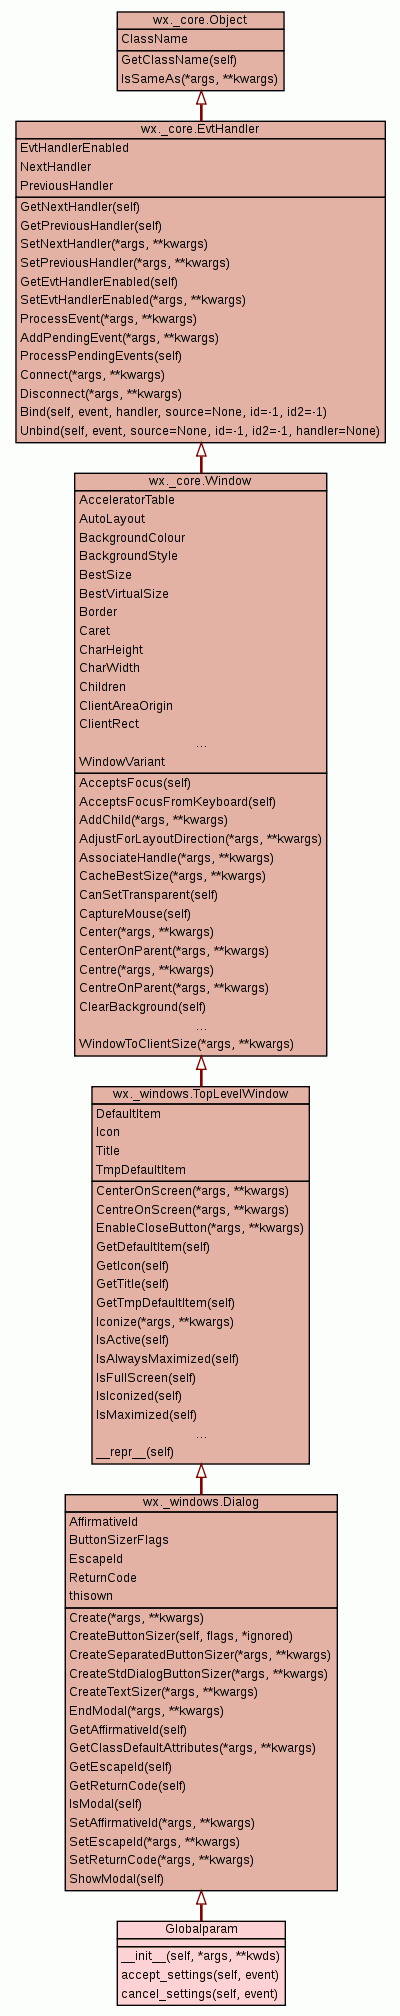 wx._core.Object
ClassName
GetClassName(self)
IsSameAs(*args, **kwargs)
wx._core.EvtHandler
EvtHandlerEnabled
NextHandler
PreviousHandler
GetNextHandler(self)
GetPreviousHandler(self)
SetNextHandler(*args, **kwargs)
SetPreviousHandler(*args, **kwargs)
GetEvtHandlerEnabled(self)
SetEvtHandlerEnabled(*args, **kwargs)
ProcessEvent(*args, **kwargs)
AddPendingEvent(*args, **kwargs)
ProcessPendingEvents(self)
Connect(*args, **kwargs)
Disconnect(*args, **kwargs)
Bind(self, event, handler, source=None, id=-1, id2=-1)
Unbind(self, event, source=None, id=-1, id2=-1, handler=None)
wx._core.Window
AcceleratorTable
AutoLayout
BackgroundColour
BackgroundStyle
BestSize
BestVirtualSize
Border
Caret
CharHeight
CharWidth
Children
ClientAreaOrigin
ClientRect
...
WindowVariant
AcceptsFocus(self)
AcceptsFocusFromKeyboard(self)
AddChild(*args, **kwargs)
AdjustForLayoutDirection(*args, **kwargs)
AssociateHandle(*args, **kwargs)
CacheBestSize(*args, **kwargs)
CanSetTransparent(self)
CaptureMouse(self)
Center(*args, **kwargs)
CenterOnParent(*args, **kwargs)
Centre(*args, **kwargs)
CentreOnParent(*args, **kwargs)
ClearBackground(self)
...
WindowToClientSize(*args, **kwargs)
wx._windows.TopLevelWindow
DefaultItem
Icon
Title
TmpDefaultItem
CenterOnScreen(*args, **kwargs)
CentreOnScreen(*args, **kwargs)
EnableCloseButton(*args, **kwargs)
GetDefaultItem(self)
GetIcon(self)
GetTitle(self)
GetTmpDefaultItem(self)
Iconize(*args, **kwargs)
IsActive(self)
IsAlwaysMaximized(self)
IsFullScreen(self)
IsIconized(self)
IsMaximized(self)
...
__repr__(self)
wx._windows.Dialog
AffirmativeId
ButtonSizerFlags
EscapeId
ReturnCode
thisown
Create(*args, **kwargs)
CreateButtonSizer(self, flags, *ignored)
CreateSeparatedButtonSizer(*args, **kwargs)
CreateStdDialogButtonSizer(*args, **kwargs)
CreateTextSizer(*args, **kwargs)
EndModal(*args, **kwargs)
GetAffirmativeId(self)
GetClassDefaultAttributes(*args, **kwargs)
GetEscapeId(self)
GetReturnCode(self)
IsModal(self)
SetAffirmativeId(*args, **kwargs)
SetEscapeId(*args, **kwargs)
SetReturnCode(*args, **kwargs)
ShowModal(self)
Globalparam
__init__(self, *args, **kwds)
accept_settings(self, event)
cancel_settings(self, event)